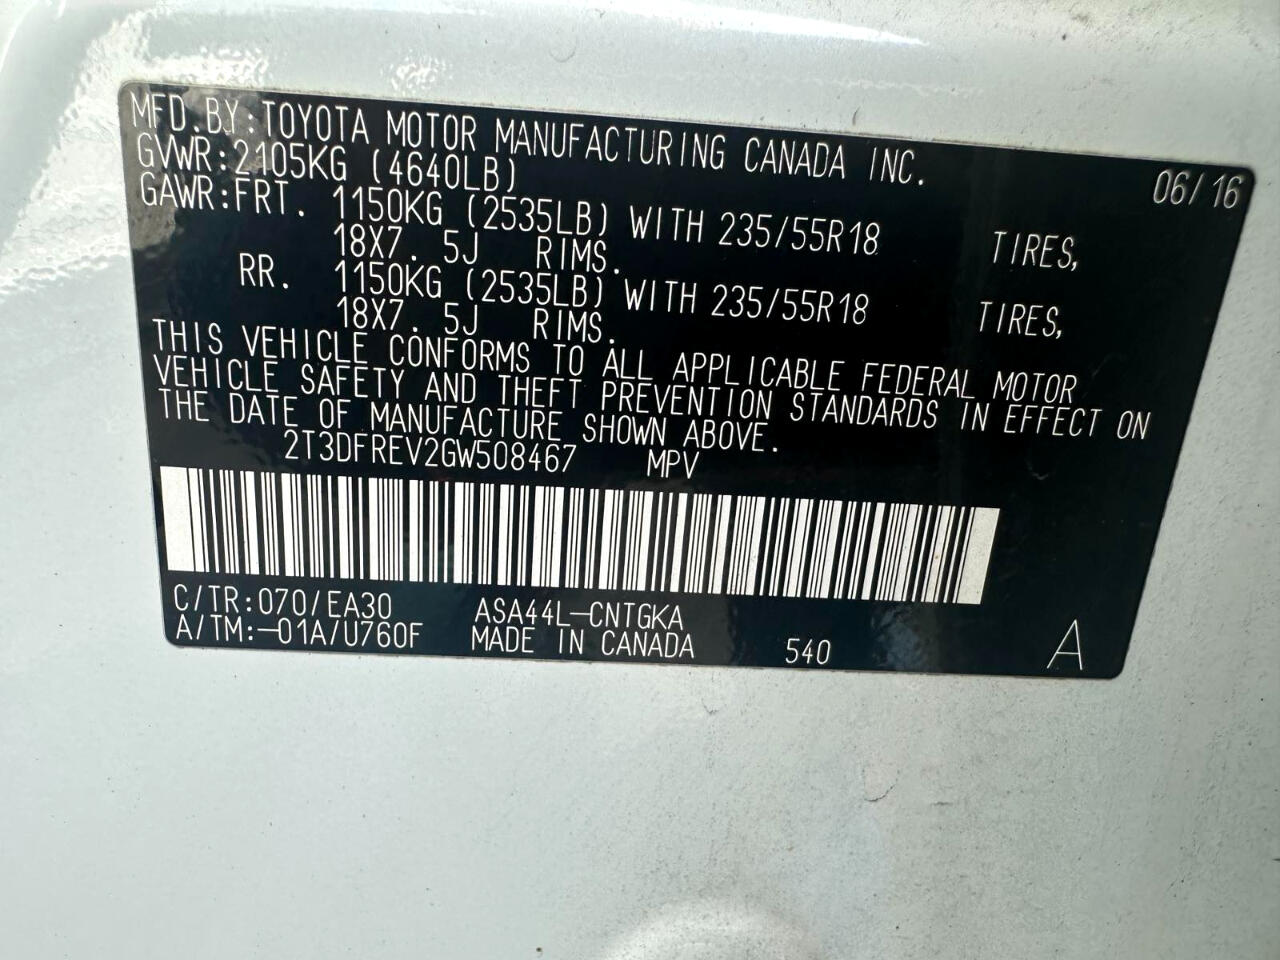 MFD.BY:TOYOTA MOTOR MANUFACTURING CANADA INC. 06/16
GVWR:2105KG (4640LB)
GAWR:FRT. 1150KG (2535LB) WITH 235/55R18 TIRES,
18X7. 5J RIMS.
RR. 1150KG (2535LB) WITH 235/55R18 TIRES,
18X7. 5J RIMS.
THIS VEHICLE CONFORMS TO ALL APPLICABLE FEDERAL MOTOR
VEHICLE SAFETY AND THEFT PREVENTION STANDARDS IN EFFECT ON
THE DATE OF MANUFACTURE SHOWN ABOVE.
2T3DFREV2GW508467 MPV
C/TR:070/EA30 ASA44L-CNTGKA
A/TM:-01A/U760F MADE IN CANADA 540 A